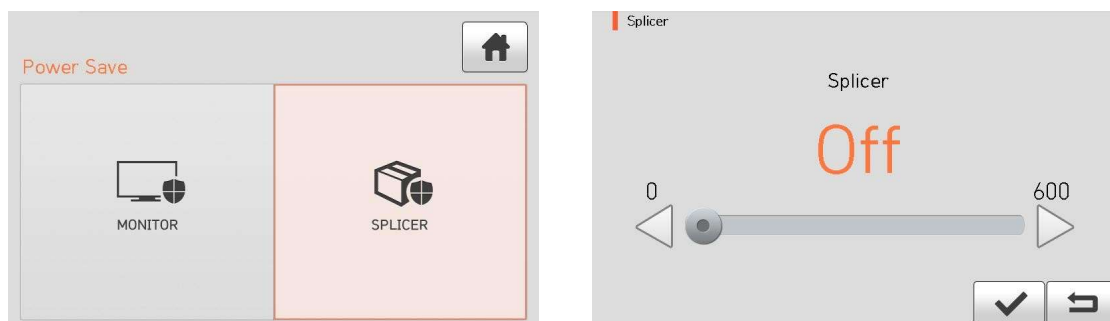 Power Save
MONITOR
SPLICER
Splicer
Splicer
Off
0
600